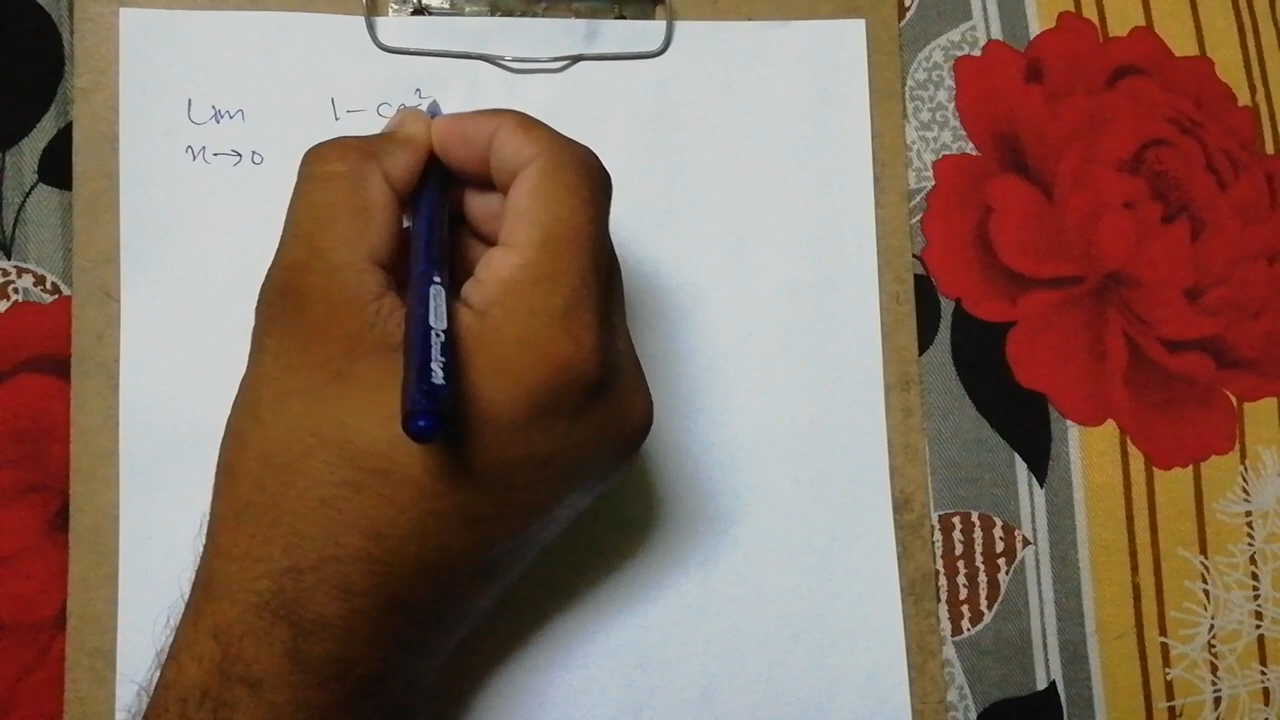 Lim 1 - cos²
x→0